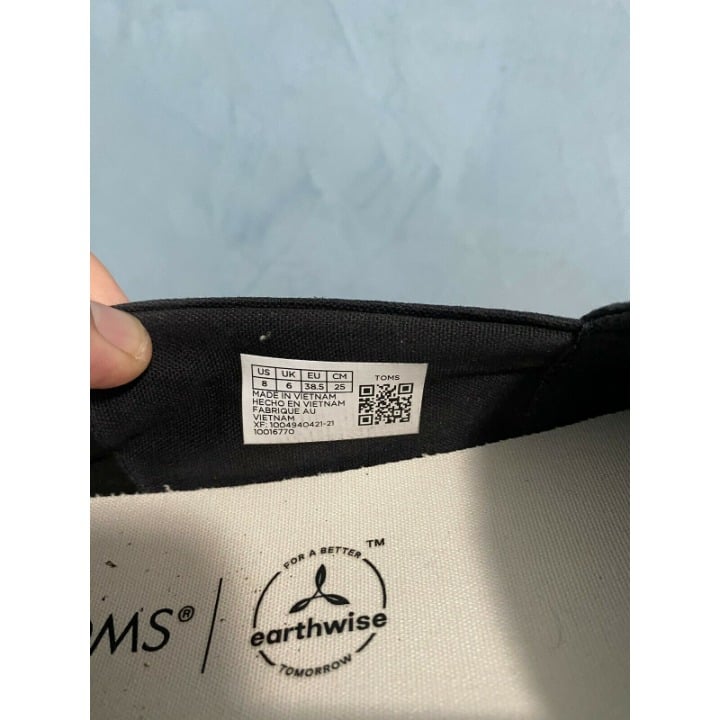 US UK EU CM
8 6 38.5 25
TOMS
MADE IN VIETNAM
HECHO EN VIETNAM
FABRIQUE AU
VIETNAM
XF: 1004940421-21
10016770
OMS®
FOR A BETTER
TM
earthwise
TOMORROW